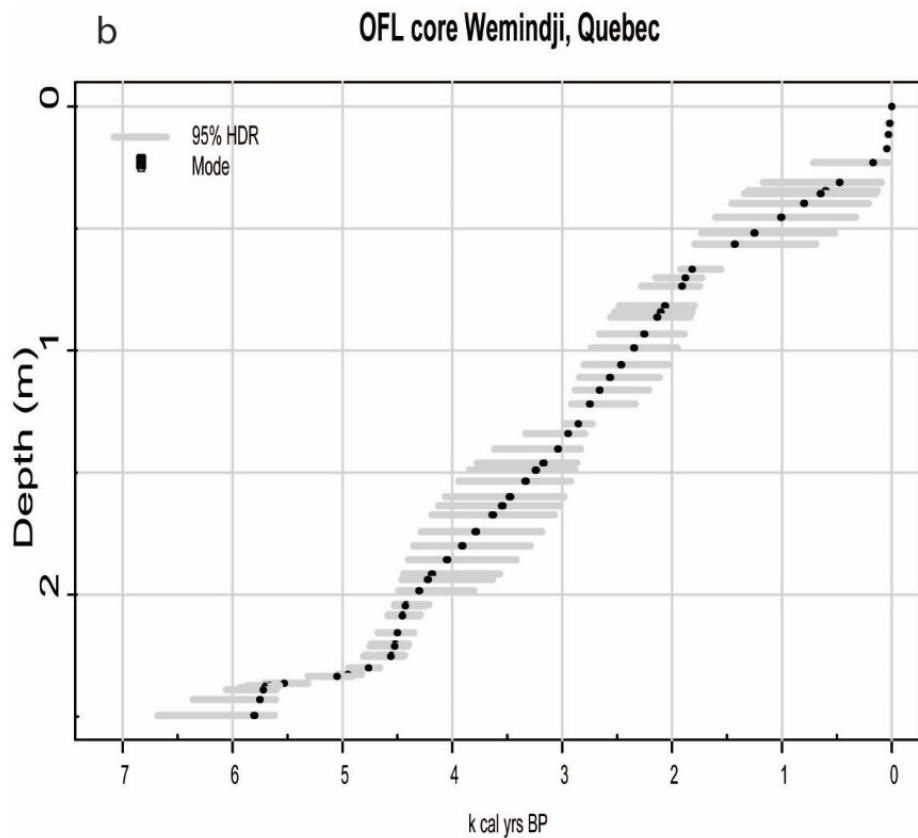 b
OFL core Wemindji, Quebec
95% HDR
Mode
Depth (m)
0
1
2
7 6 5 4 3 2 1 0
k cal yrs BP